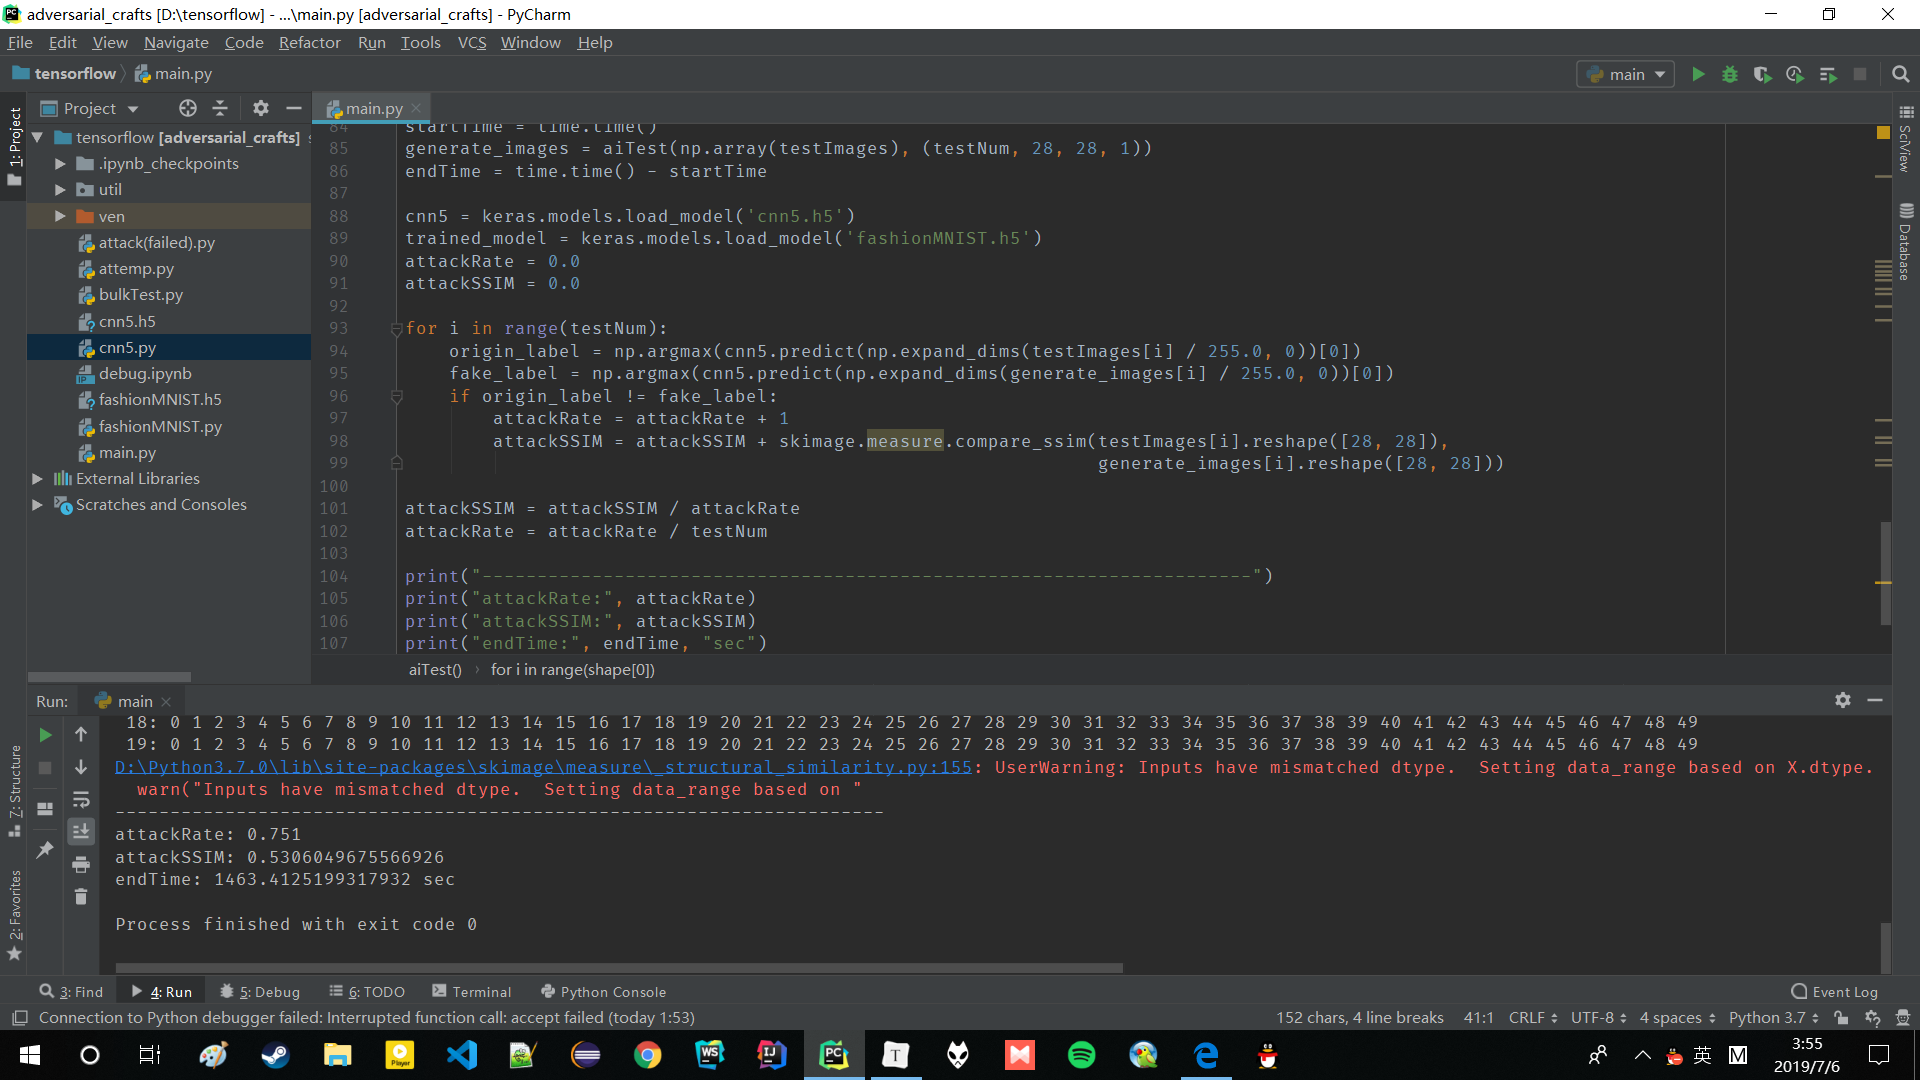 adversarial_crafts [D:\tensorflow] - ...\main.py [adversarial_crafts] - PyCharm
File Edit View Navigate Code Refactor Run Tools VCS Window Help
tensorflow main.py
main
Project
main.py
1: Project
tensorflow [adversarial_crafts]
.ipynb_checkpoints
util
ven
attack(failed).py
attemp.py
bulkTest.py
cnn5.h5
cnn5.py
debug.ipynb
fashionMNIST.h5
fashionMNIST.py
main.py
External Libraries
Scratches and Consoles
84 startTime = time.time()
85 generate_images = aiTest(np.array(testImages), (testNum, 28, 28, 1))
86 endTime = time.time() - startTime
87
88 cnn5 = keras.models.load_model('cnn5.h5')
89 trained_model = keras.models.load_model('fashionMNIST.h5')
90 attackRate = 0.0
91 attackSSIM = 0.0
92
93 for i in range(testNum):
94 origin_label = np.argmax(cnn5.predict(np.expand_dims(testImages[i] / 255.0, 0))[0])
95 fake_label = np.argmax(cnn5.predict(np.expand_dims(generate_images[i] / 255.0, 0))[0])
96 if origin_label != fake_label:
97 attackRate = attackRate + 1
98 attackSSIM = attackSSIM + skimage.measure.compare_ssim(testImages[i].reshape([28, 28]),
99 generate_images[i].reshape([28, 28]))
100
101 attackSSIM = attackSSIM / attackRate
102 attackRate = attackRate / testNum
103
104 print("----------------------------------------------------------------------")
105 print("attackRate:", attackRate)
106 print("attackSSIM:", attackSSIM)
107 print("endTime:", endTime, "sec")
aiTest() › for i in range(shape[0])
SciView
Database
Run: main
18: 0 1 2 3 4 5 6 7 8 9 10 11 12 13 14 15 16 17 18 19 20 21 22 23 24 25 26 27 28 29 30 31 32 33 34 35 36 37 38 39 40 41 42 43 44 45 46 47 48 49
19: 0 1 2 3 4 5 6 7 8 9 10 11 12 13 14 15 16 17 18 19 20 21 22 23 24 25 26 27 28 29 30 31 32 33 34 35 36 37 38 39 40 41 42 43 44 45 46 47 48 49
D:\Python3.7.0\lib\site-packages\skimage\measure\_structural_similarity.py:155: UserWarning: Inputs have mismatched dtype.  Setting data_range based on X.dtype.
warn("Inputs have mismatched dtype.  Setting data_range based on "
----------------------------------------------------------------------
attackRate: 0.751
attackSSIM: 0.5306049675566926
endTime: 1463.4125199317932 sec
Process finished with exit code 0
7: Structure
2: Favorites
3: Find 4: Run 5: Debug 6: TODO Terminal Python Console Event Log
Connection to Python debugger failed: Interrupted function call: accept failed (today 1:53) 152 chars, 4 line breaks 41:1 CRLF UTF-8 4 spaces Python 3.7
英 M
3:55
2019/7/6